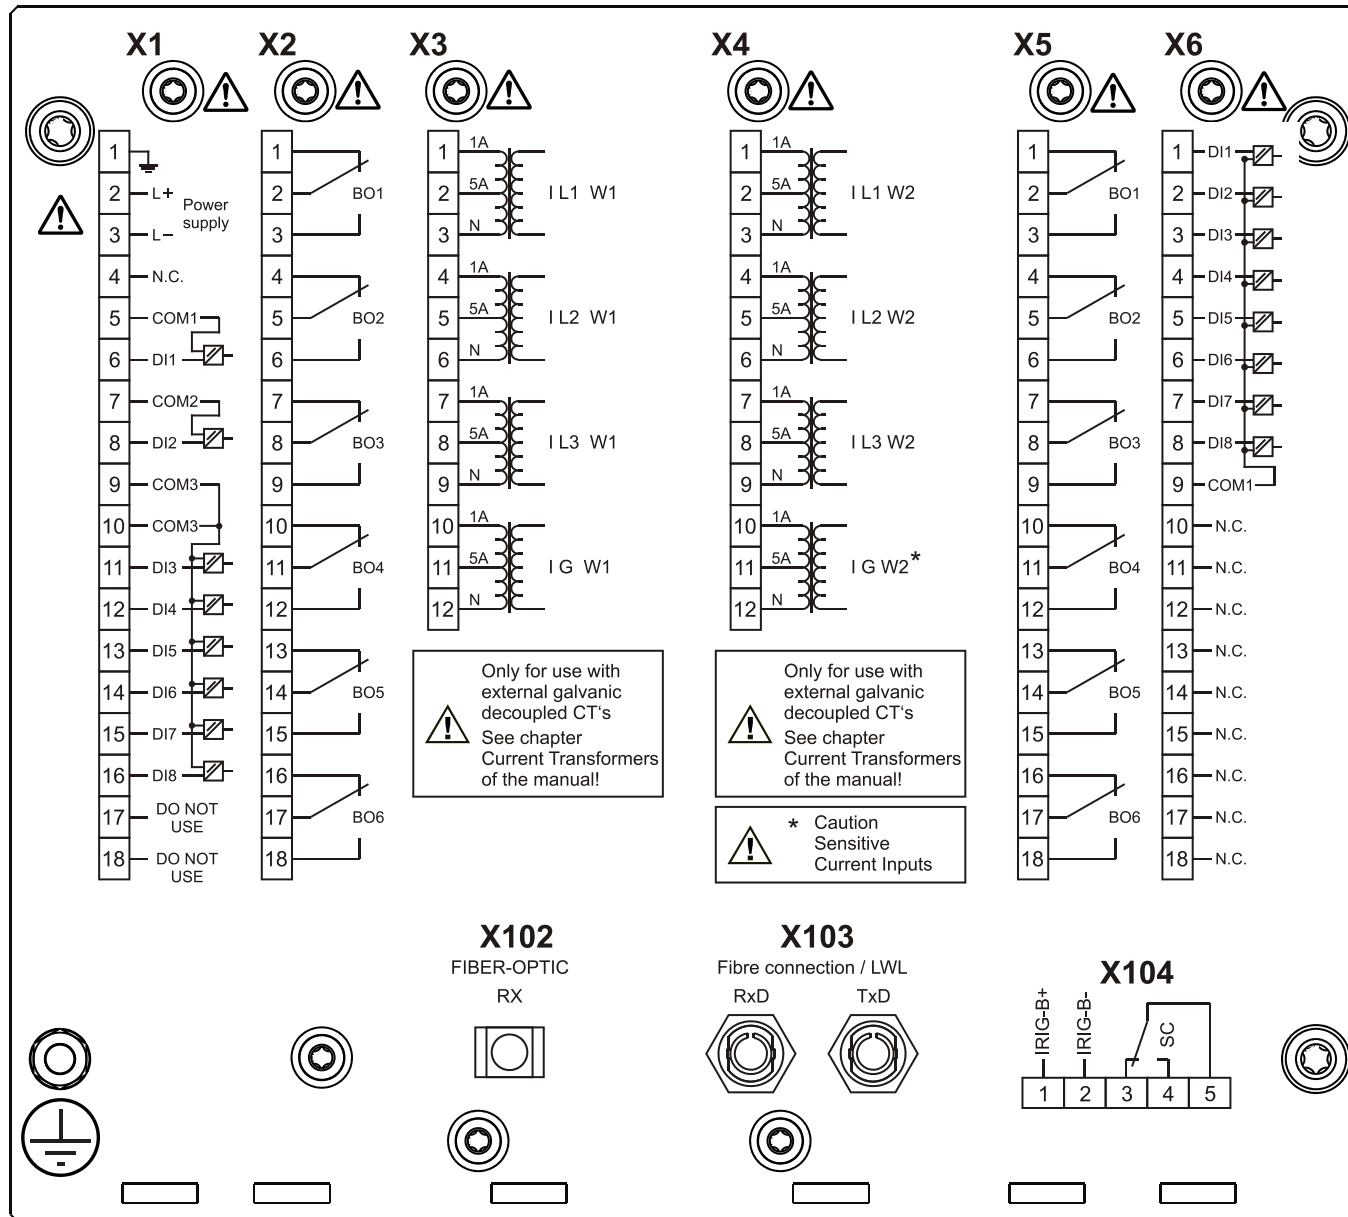 X1 X2 X3 X4 X5 X6
1
2 L+ Power
supply
3 L–
4 N.C.
5 COM1
6 DI1
7 COM2
8 DI2
9 COM3
10 COM3
11 DI3
12 DI4
13 DI5
14 DI6
15 DI7
16 DI8
17 DO NOT
USE
18 DO NOT
USE
1
2 BO1
3
4
5 BO2
6
7
8 BO3
9
10
11 BO4
12
13
14 BO5
15
16
17 BO6
18
1 1A
2 5A I L1 W1
3 N
4 1A
5 5A I L2 W1
6 N
7 1A
8 5A I L3 W1
9 N
10 1A
11 5A I G W1
12 N
Only for use with
external galvanic
decoupled CT‘s
See chapter
Current Transformers
of the manual!
1 1A
2 5A I L1 W2
3 N
4 1A
5 5A I L2 W2
6 N
7 1A
8 5A I L3 W2
9 N
10 1A
11 5A I G W2*
12 N
Only for use with
external galvanic
decoupled CT‘s
See chapter
Current Transformers
of the manual!
* Caution
Sensitive
Current Inputs
1
2 BO1
3
4
5 BO2
6
7
8 BO3
9
10
11 BO4
12
13
14 BO5
15
16
17 BO6
18
1 DI1
2 DI2
3 DI3
4 DI4
5 DI5
6 DI6
7 DI7
8 DI8
9 COM1
10 N.C.
11 N.C.
12 N.C.
13 N.C.
14 N.C.
15 N.C.
16 N.C.
17 N.C.
18 N.C.
X102
FIBER-OPTIC
RX
X103
Fibre connection / LWL
RxD TxD
X104
IRIG-B+
IRIG-B-
SC
1 2 3 4 5